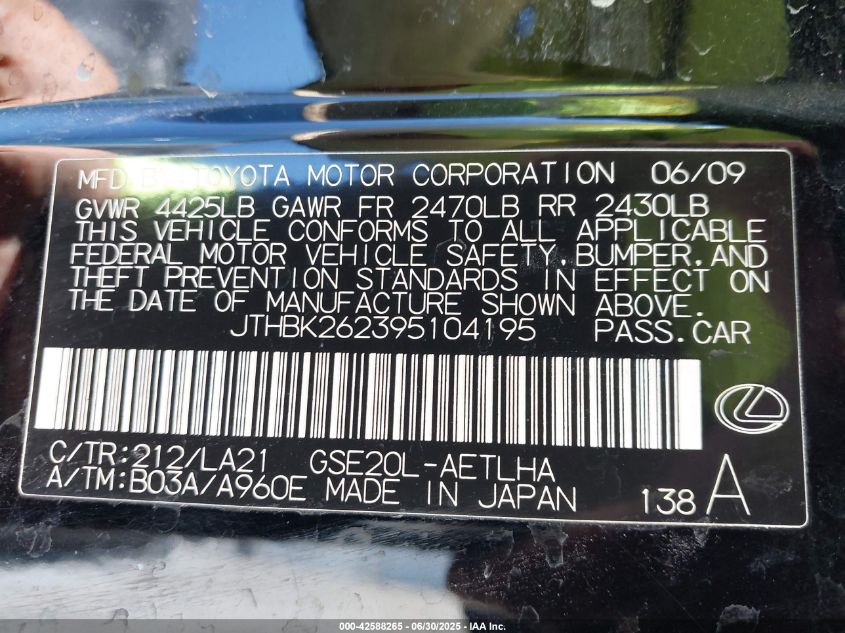 MFD BY TOYOTA MOTOR CORPORATION 06/09
GVWR 4425LB GAWR FR 2470LB RR 2430LB
THIS VEHICLE CONFORMS TO ALL APPLICABLE
FEDERAL MOTOR VEHICLE SAFETY, BUMPER, AND
THEFT PREVENTION STANDARDS IN EFFECT ON
THE DATE OF MANUFACTURE SHOWN ABOVE.
JTHBK262395104195 PASS.CAR
C/TR:212/LA21 GSE20L-AETLHA
A/TM:B03A/A960E MADE IN JAPAN 138 A
000-42588265 - 06/30/2025 - IAA Inc.